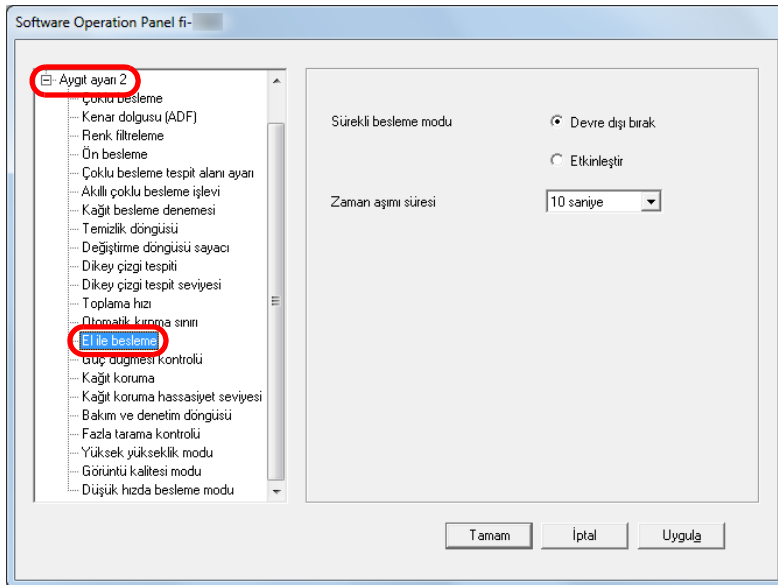 Software Operation Panel fi-
Aygıt ayarı 2
Çoklu besleme
Kenar dolgusu (ADF)
Renk filtreleme
Ön besleme
Çoklu besleme tespit alanı ayarı
Akıllı çoklu besleme işlevi
Kağıt besleme denemesi
Temizlik döngüsü
Değiştirme döngüsü sayacı
Dikey çizgi tespiti
Dikey çizgi tespit seviyesi
Toplama hızı
Otomatik kırpma sınırı
El ile besleme
Güç düğmesi kontrolü
Kağıt koruma
Kağıt koruma hassasiyet seviyesi
Bakım ve denetim döngüsü
Fazla tarama kontrolü
Yüksek yükseklik modu
Görüntü kalitesi modu
Düşük hızda besleme modu
Sürekli besleme modu
Devre dışı bırak
Etkinleştir
Zaman aşımı süresi
10 saniye
Tamam
İptal
Uygula